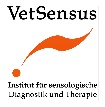 VetSensus
Institut für sensologische
Diagnostik und Therapie